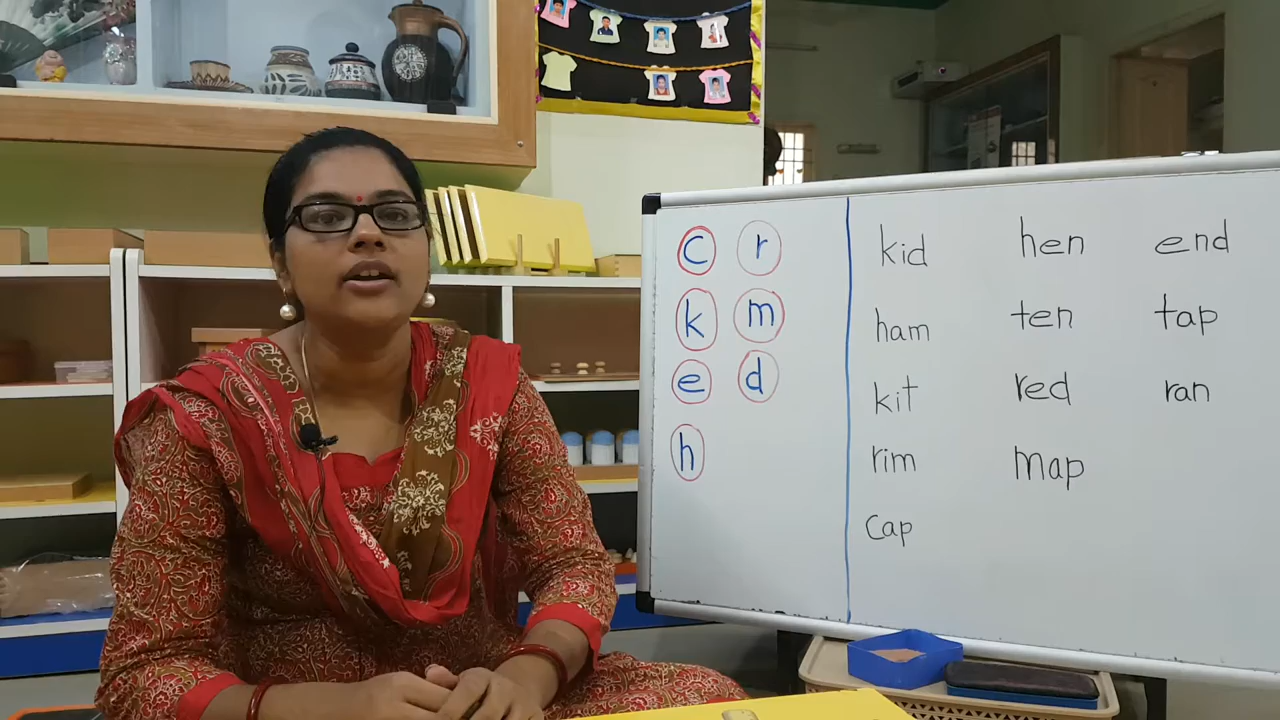 c r
k m
e d
h
kid hen end
ham ten tap
kit red ran
rim map
cap